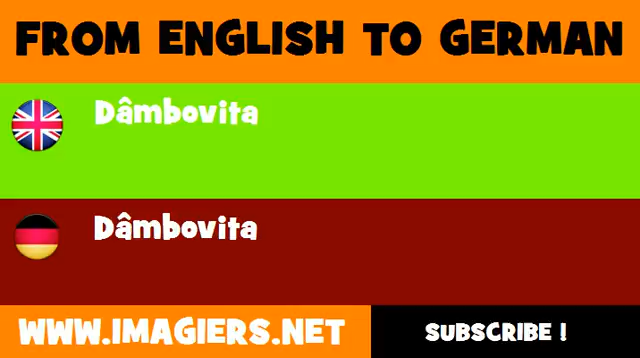 FROM ENGLISH TO GERMAN
Dâmbovita
Dâmbovita
WWW.IMAGIERS.NET
SUBSCRIBE !